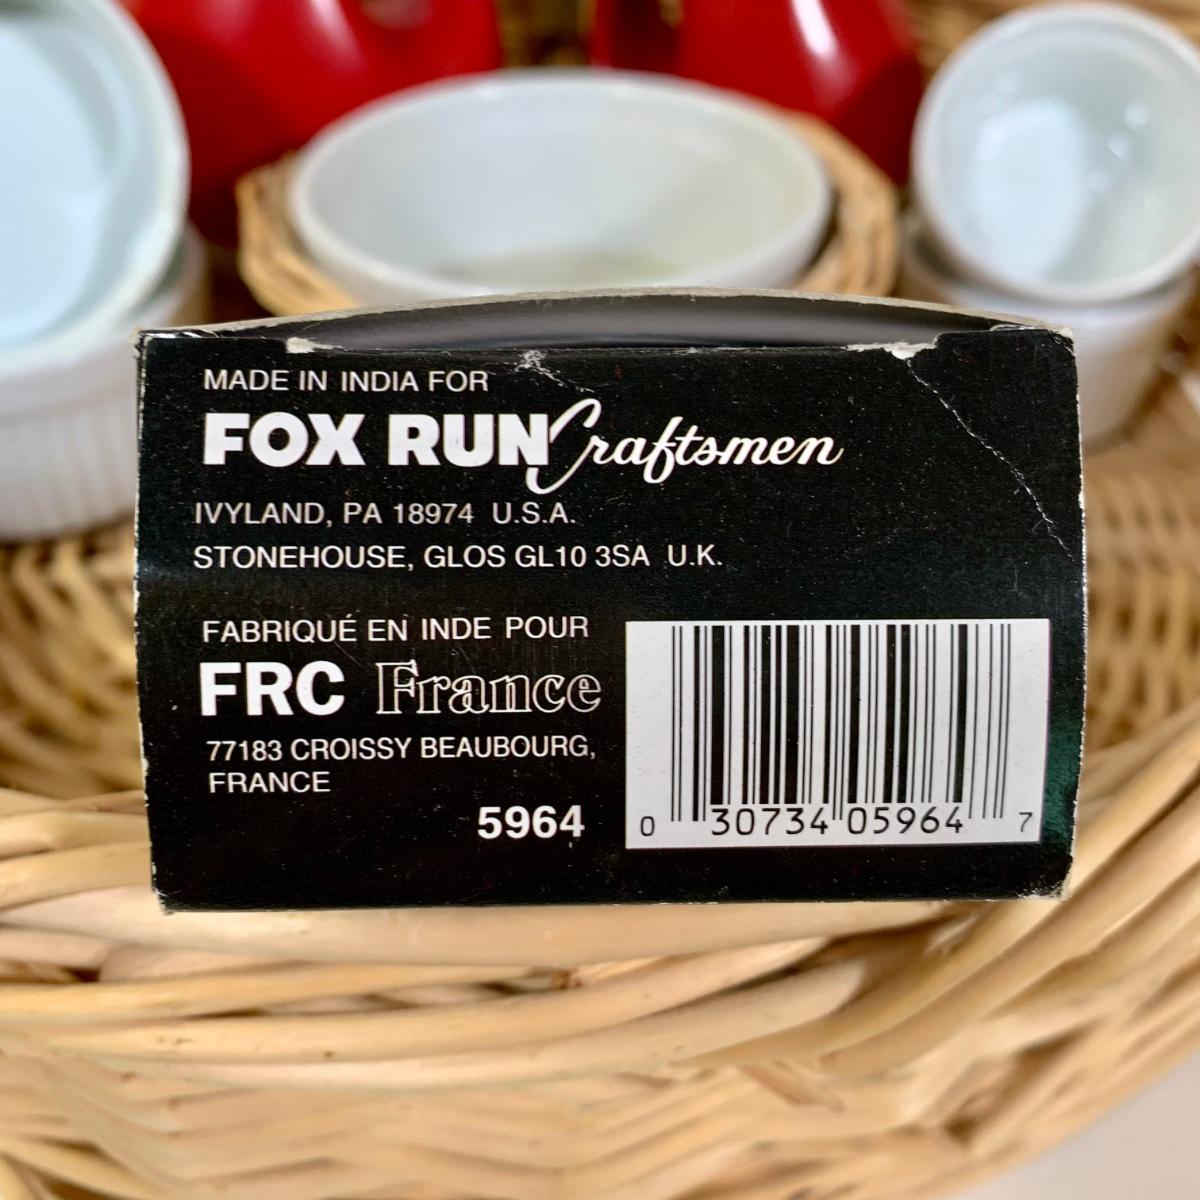 MADE IN INDIA FOR
FOX RUN Craftsmen
IVYLAND, PA 18974 U.S.A.
STONEHOUSE, GLOS GL10 3SA U.K.
FABRIQUÉ EN INDE POUR
FRC France
77183 CROISSY BEAUBOURG,
FRANCE
5964
0 30734 05964 7